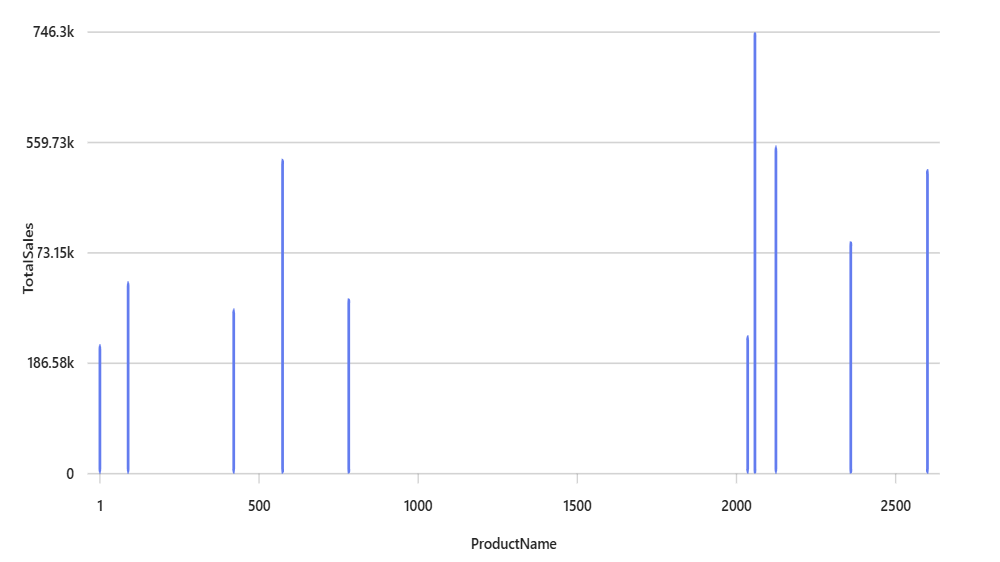 746.3k
559.73k
TotalSales
73.15k
186.58k
0
1 500 1000 1500 2000 2500
ProductName